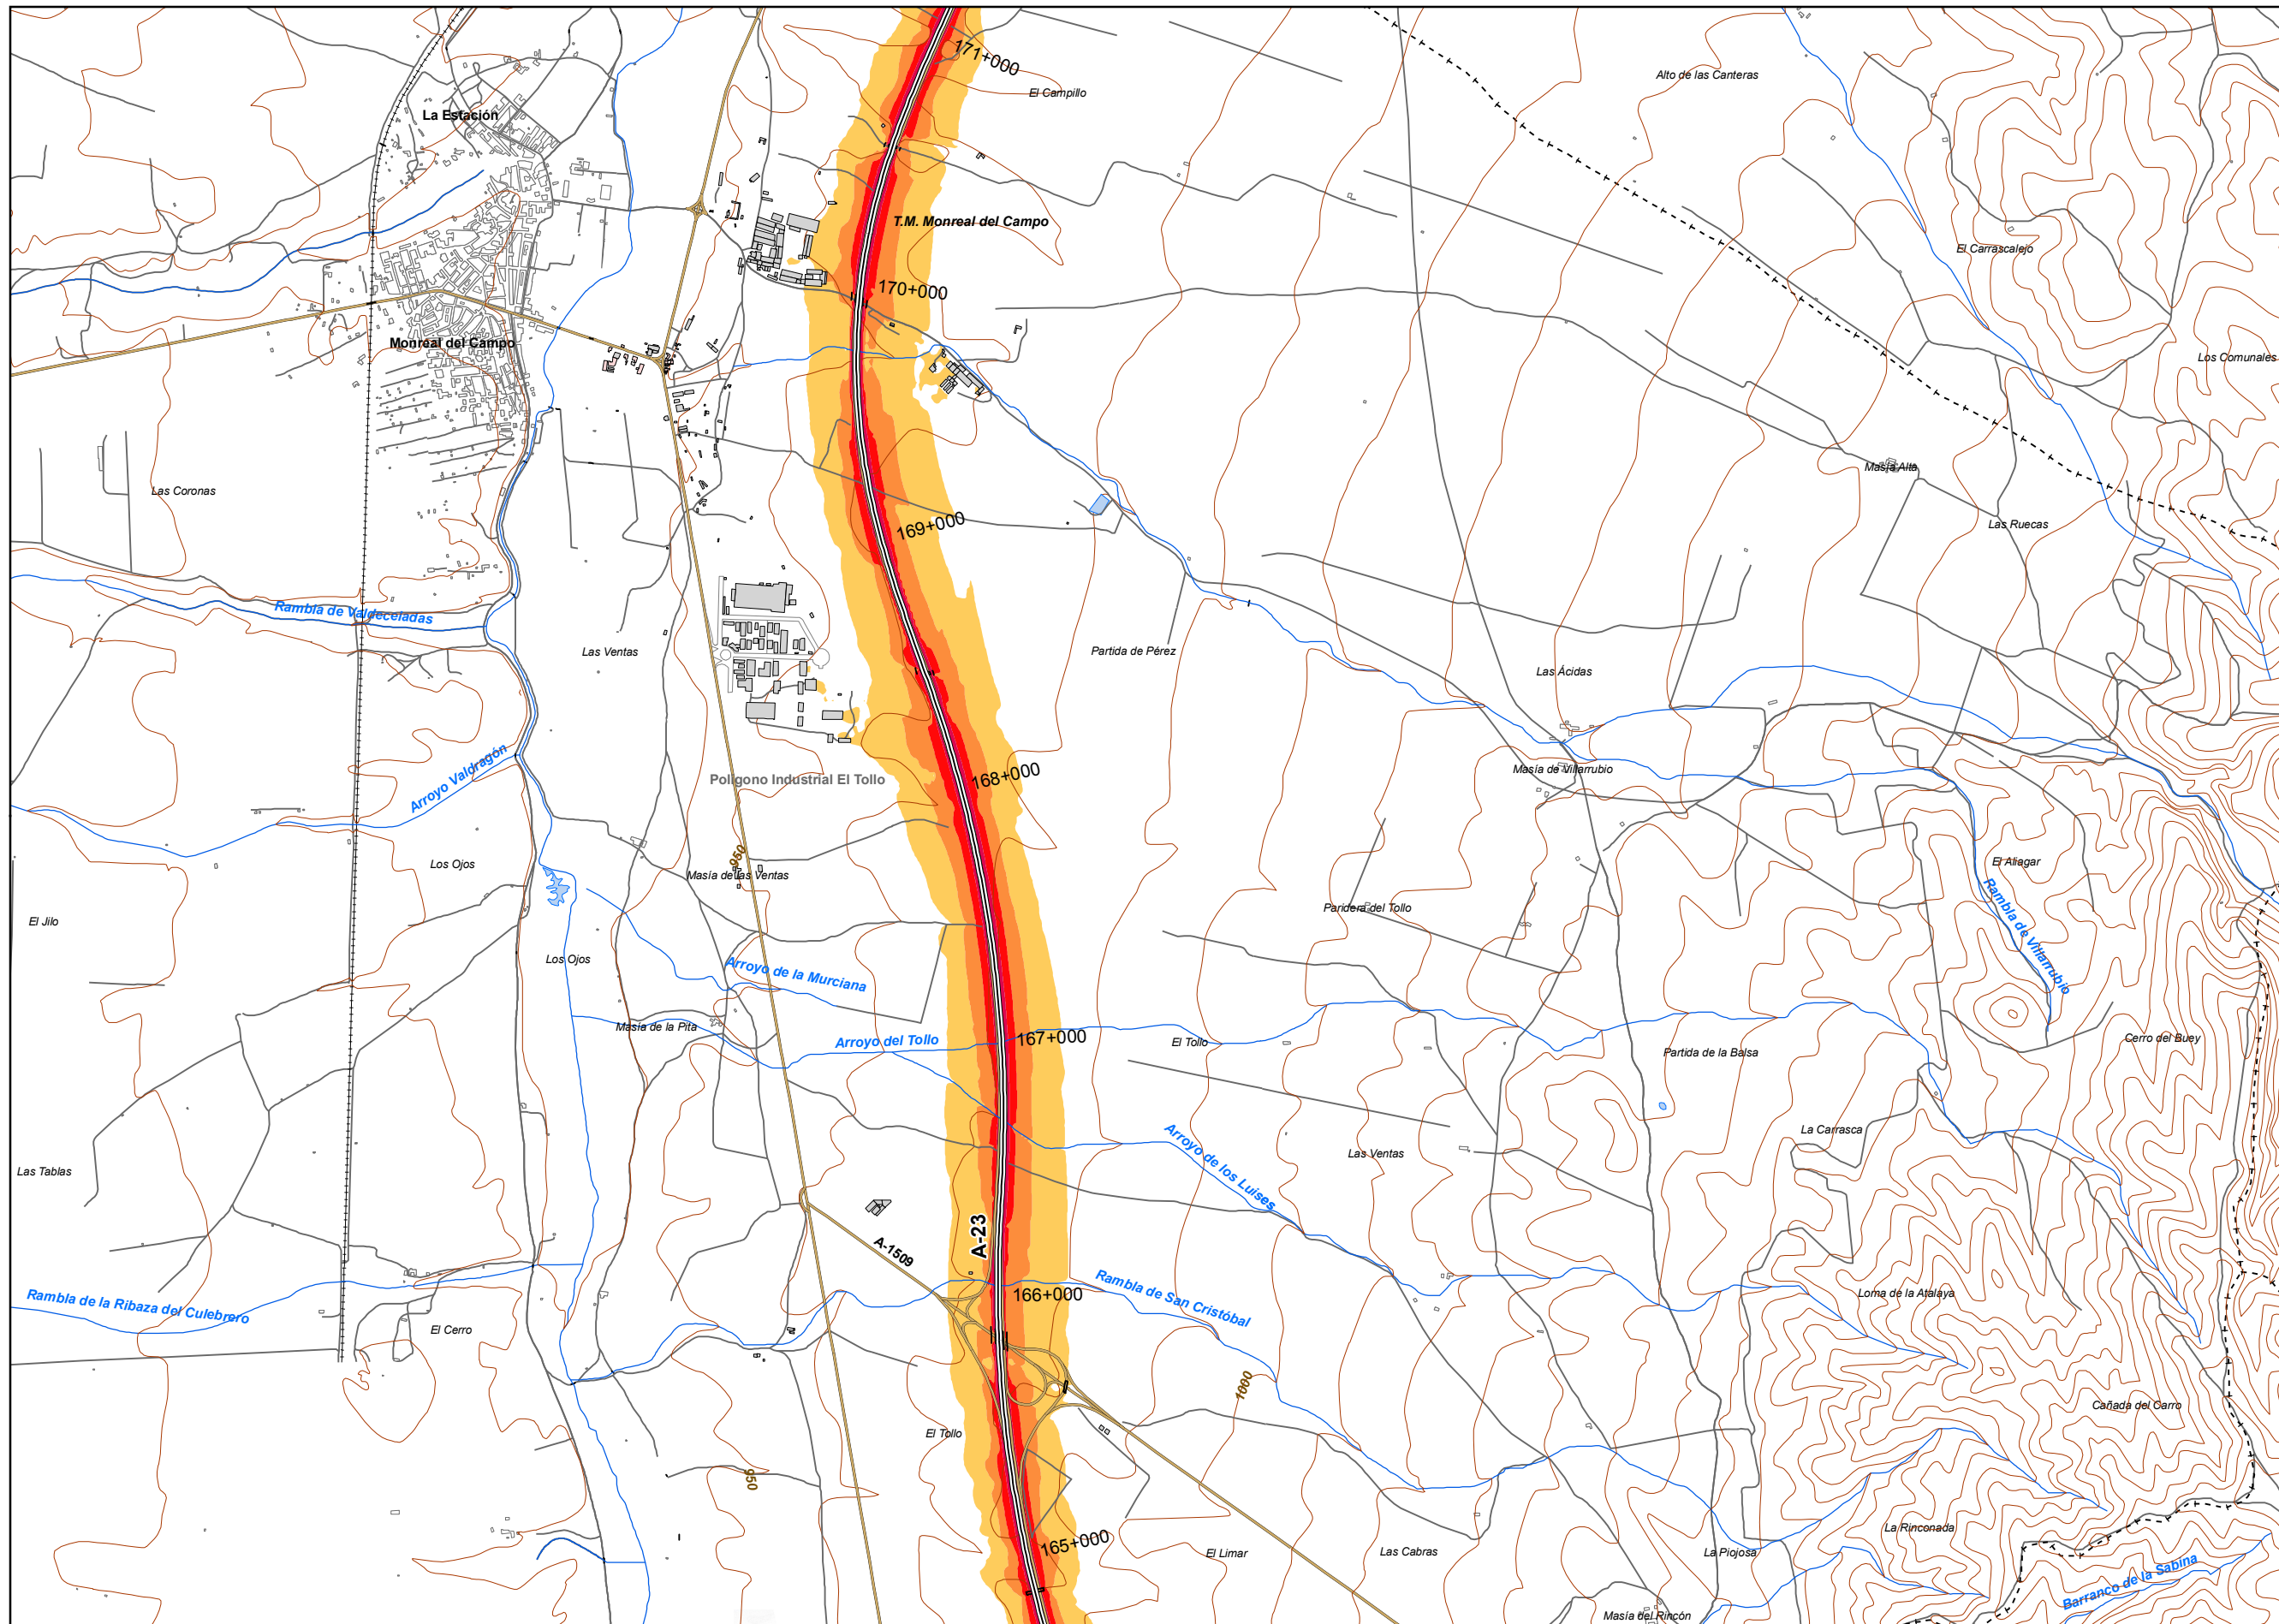 171+000
Alto de las Canteras
El Campillo
La Estación
T.M. Monreal del Campo
El Carrascalejo
170+000
Monreal del Campo
Los Comunales
Masía Alta
Las Coronas
169+000
Las Ruecas
Rambla de Valdeceladas
Las Ventas
Partida de Pérez
Las Ácidas
Arroyo Valdragón
Polígono Industrial El Tollo
168+000
Masía de Villarrubio
950
Los Ojos
Masía de las Ventas
El Aliagar
El Jilo
Paridera del Tollo
Rambla de Villarrubio
Los Ojos
Arroyo de la Murciana
Masía de la Pita
Arroyo del Tollo
167+000
El Tollo
Partida de la Balsa
Cerro del Buey
La Carrasca
Las Tablas
Arroyo de los Luises
Las Ventas
A-23
A-1509
Rambla de San Cristóbal
166+000
Loma de la Atalaya
Rambla de la Ribaza del Culebrero
El Cerro
1000
Cañada del Carro
El Tollo
950
165+000
El Limar
Las Cabras
La Rinconada
La Piojosa
Barranco de la Sabina
Masía del Rincón